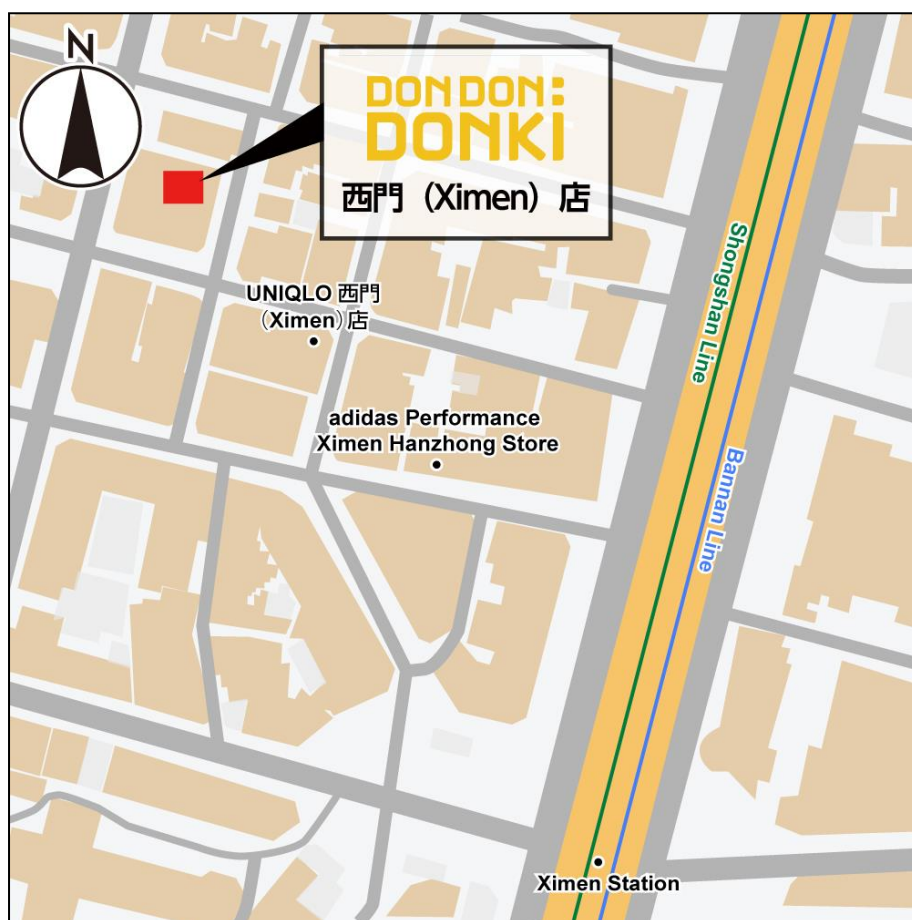 N
DON DON:
DONKi
西門（Ximen）店
UNIQLO 西門
（Ximen）店
adidas Performance
Ximen Hanzhong Store
Shongshan Line
Bannan Line
Ximen Station